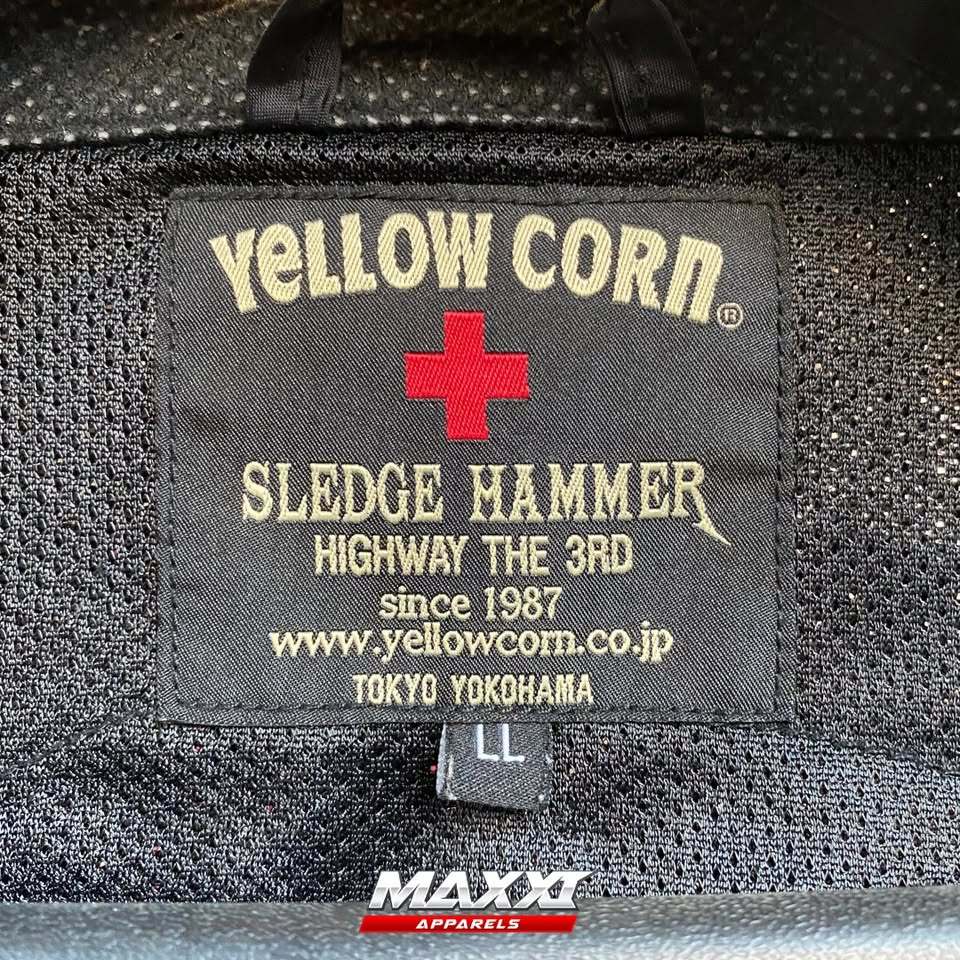 YeLLOW CORn®
SLEDGE HAMMER
HIGHWAY THE 3RD
since 1987
www.yellowcorn.co.jp
TOKYO YOKOHAMA
LL
MAXXI
APPARELS